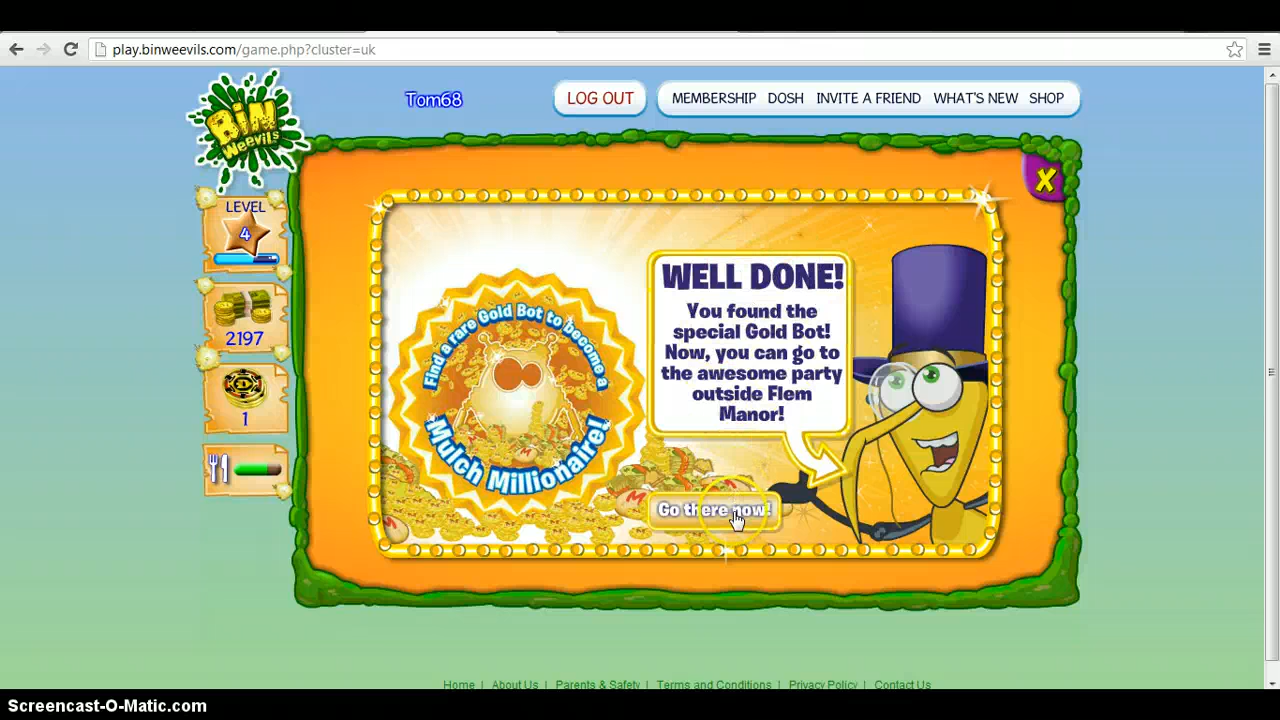 play.binweevils.com/game.php?cluster=uk
BiN
Weevils
Tom68
LOG OUT
MEMBERSHIP DOSH INVITE A FRIEND WHAT'S NEW SHOP
X
LEVEL
4
2197
1
Find a rare Gold Bot to become a
Mulch Millionaire!
WELL DONE!
You found the
special Gold Bot!
Now, you can go to
the awesome party
outside Flem
Manor!
Go there now!
Home | About Us | Parents & Safety | Terms and Conditions | Privacy Policy | Contact Us
Screencast-O-Matic.com